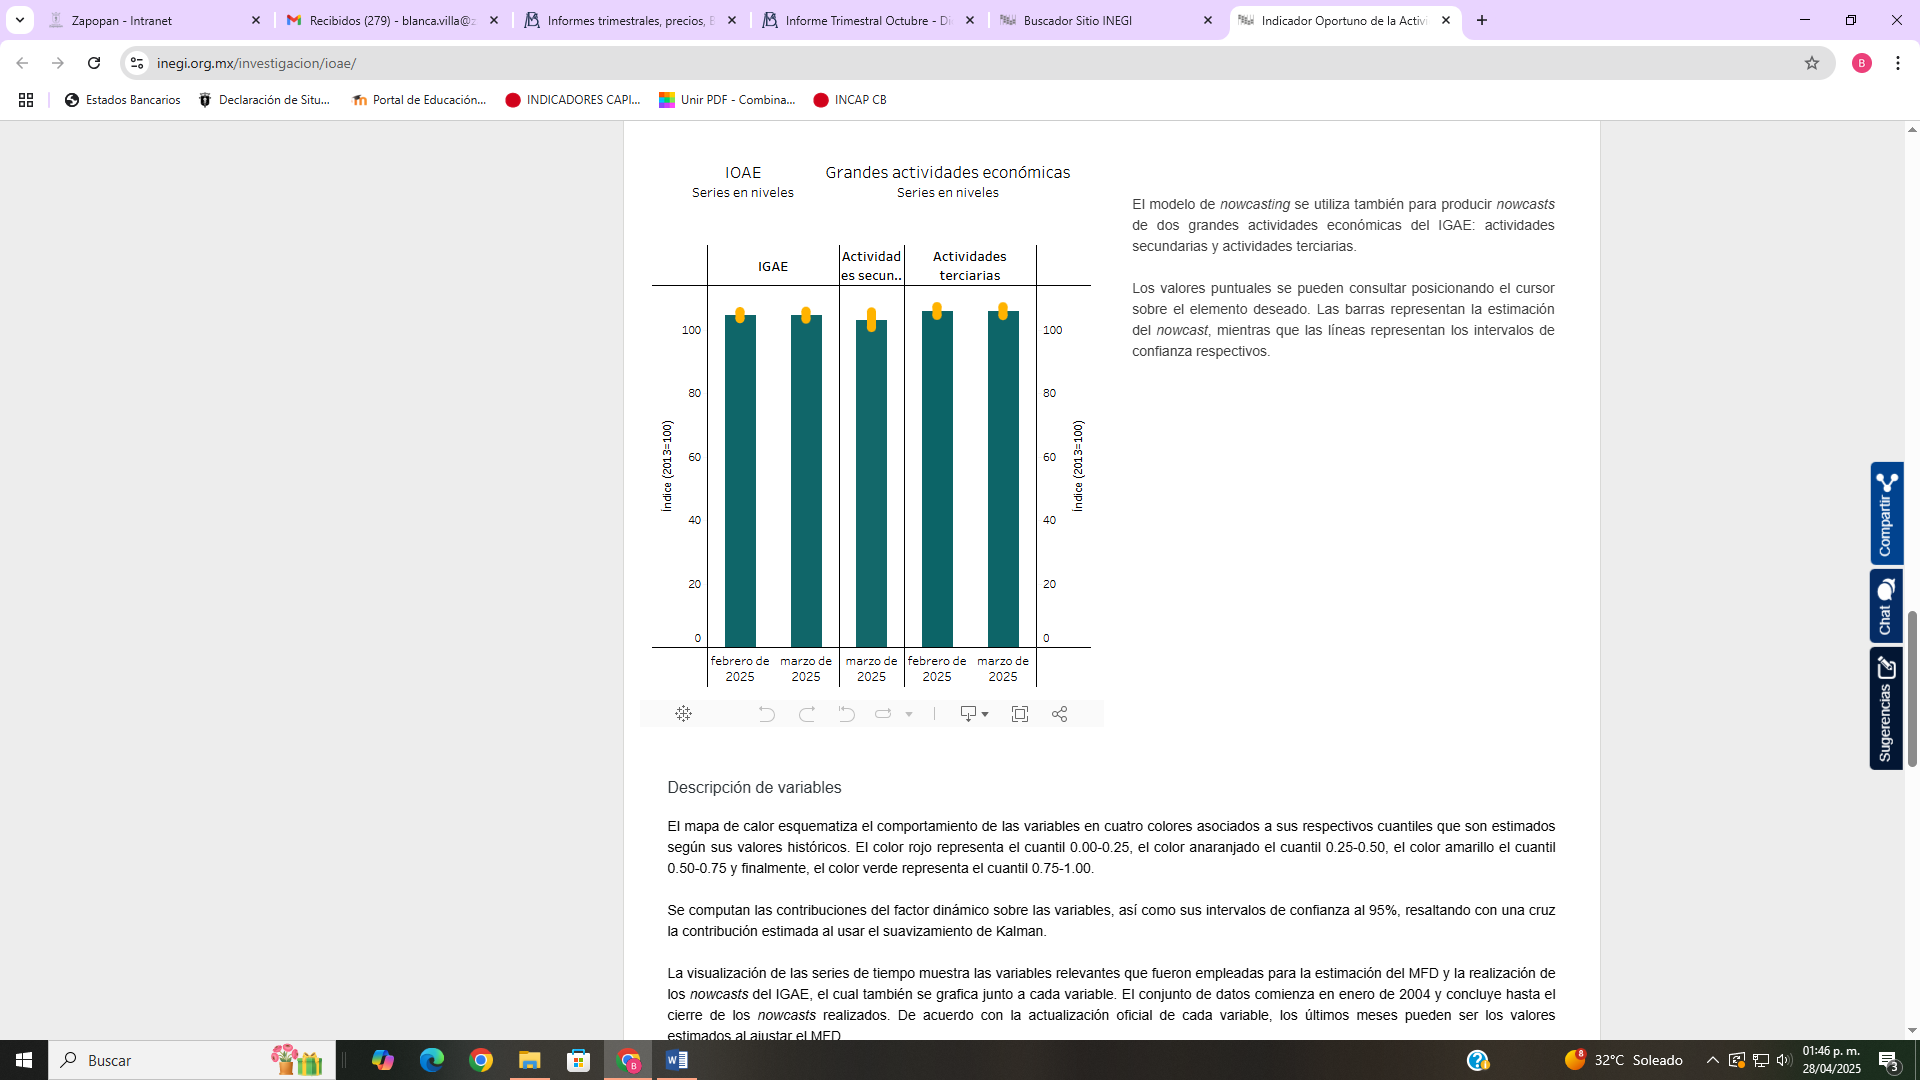 Zapopan - Intranet
Recibidos (279) - blanca.villa@z
Informes trimestrales, precios, B
Informe Trimestral Octubre - Di
Buscador Sitio INEGI
Indicador Oportuno de la Activi
inegi.org.mx/investigacion/ioae/
B
Estados Bancarios
Declaración de Situ...
Portal de Educación...
INDICADORES CAPI...
Unir PDF - Combina...
INCAP CB
IOAE
Series en niveles
Grandes actividades económicas
Series en niveles
IGAE
Actividad
es secun..
Actividades
terciarias
100
80
60
40
20
0
Índice (2013=100)
100
80
60
40
20
0
Índice (2013=100)
febrero de
2025
marzo de
2025
marzo de
2025
febrero de
2025
marzo de
2025
El modelo de nowcasting se utiliza también para producir nowcasts
de dos grandes actividades económicas del IGAE: actividades
secundarias y actividades terciarias.
Los valores puntuales se pueden consultar posicionando el cursor
sobre el elemento deseado. Las barras representan la estimación
del nowcast, mientras que las líneas representan los intervalos de
confianza respectivos.
Compartir
Chat
Sugerencias
Descripción de variables
El mapa de calor esquematiza el comportamiento de las variables en cuatro colores asociados a sus respectivos cuantiles que son estimados
según sus valores históricos. El color rojo representa el cuantil 0.00-0.25, el color anaranjado el cuantil 0.25-0.50, el color amarillo el cuantil
0.50-0.75 y finalmente, el color verde representa el cuantil 0.75-1.00.
Se computan las contribuciones del factor dinámico sobre las variables, así como sus intervalos de confianza al 95%, resaltando con una cruz
la contribución estimada al usar el suavizamiento de Kalman.
La visualización de las series de tiempo muestra las variables relevantes que fueron empleadas para la estimación del MFD y la realización de
los nowcasts del IGAE, el cual también se grafica junto a cada variable. El conjunto de datos comienza en enero de 2004 y concluye hasta el
cierre de los nowcasts realizados. De acuerdo con la actualización oficial de cada variable, los últimos meses pueden ser los valores
estimados al ajustar el MFD
Buscar
32°C Soleado
01:46 p. m.
28/04/2025
3